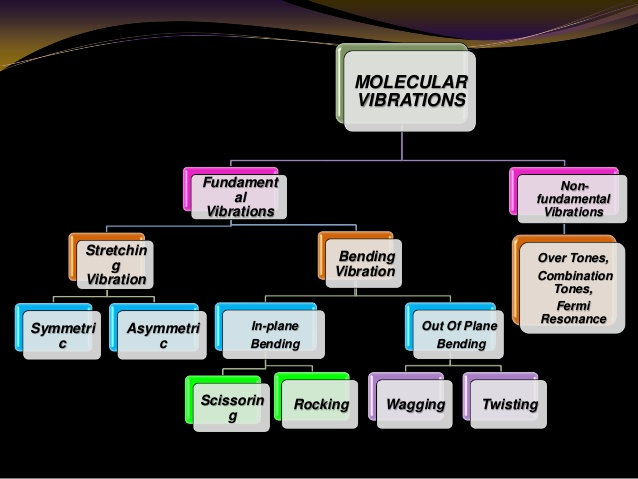 MOLECULAR
VIBRATIONS
Fundament
al
Vibrations
Non-
fundamental
Vibrations
Stretchin
g
Vibration
Bending
Vibration
Over Tones,
Combination
Tones,
Fermi
Resonance
Symmetri
c
Asymmetri
c
In-plane
Bending
Out Of Plane
Bending
Scissorin
g
Rocking
Wagging
Twisting